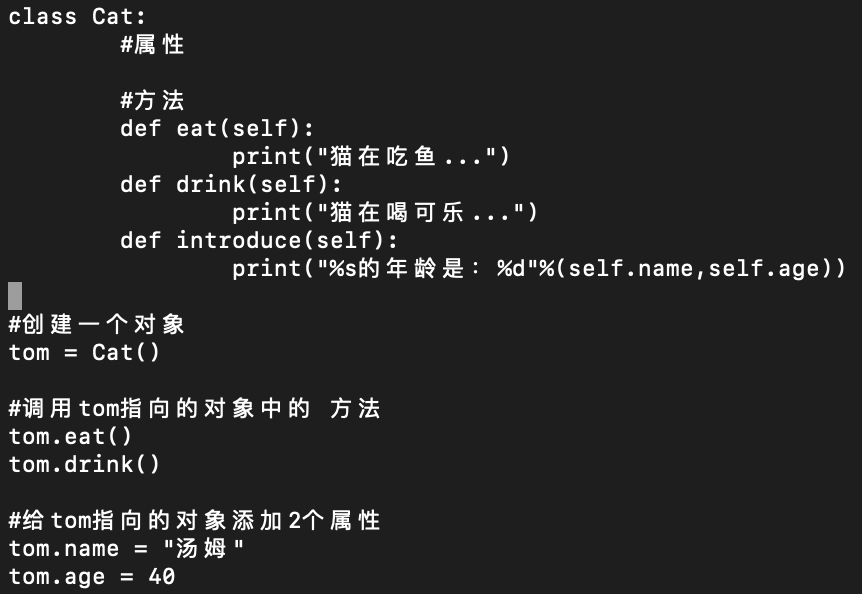 class Cat:
        #属性

        #方法
        def eat(self):
                print("猫在吃鱼...")
        def drink(self):
                print("猫在喝可乐...")
        def introduce(self):
                print("%s的年龄是：%d"%(self.name,self.age))

#创建一个对象
tom = Cat()

#调用tom指向的对象中的 方法
tom.eat()
tom.drink()

#给tom指向的对象添加2个属性
tom.name = "汤姆"
tom.age = 40